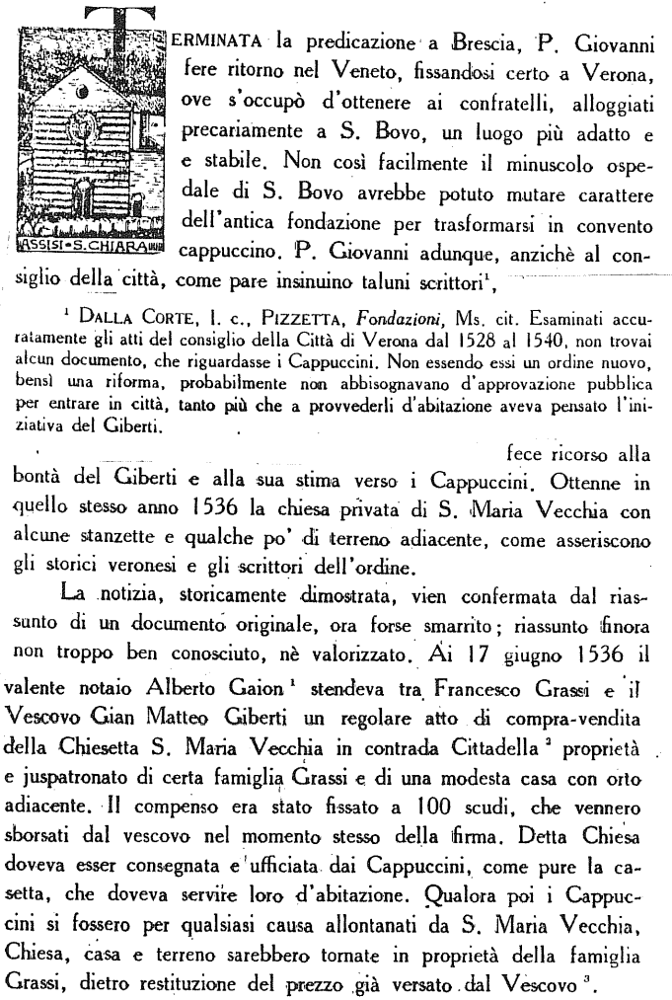 TERMINATA la predicazione a Brescia, P. Giovanni
fere ritorno nel Veneto, fissandosi certo a Verona,
ove s'occupò d'ottenere ai confratelli, alloggiati
precariamente a S. Bovo, un luogo più adatto e
e stabile. Non così facilmente il minuscolo ospe-
dale di S. Bovo avrebbe potuto mutare carattere
dell'antica fondazione per trasformarsi in convento
ASSISI-S. CHIARA
cappuccino. P. Giovanni adunque, anzichè al con-
siglio della città, come pare insinuino taluni scrittori¹,
¹ DALLA CORTE, l. c., PIZZETTA, Fondazioni, Ms. cit. Esaminati accu-
ratamente gli atti del consiglio della Città di Verona dal 1528 al 1540, non trovai
alcun documento, che riguardasse i Cappuccini. Non essendo essi un ordine nuovo,
bensì una riforma, probabilmente non abbisognavano d'approvazione pubblica
per entrare in città, tanto più che a provvederli d'abitazione aveva pensato l'ini-
ziativa del Giberti.
fece ricorso alla
bontà del Giberti e alla sua stima verso i Cappuccini. Ottenne in
quello stesso anno 1536 la chiesa privata di S. Maria Vecchia con
alcune stanzette e qualche po' di terreno adiacente, come asseriscono
gli storici veronesi e gli scrittori dell'ordine.
La notizia, storicamente dimostrata, vien confermata dal rias-
sunto di un documento originale, ora forse smarrito; riassunto finora
non troppo ben conosciuto, nè valorizzato. Ai 17 giugno 1536 il
valente notaio Alberto Gaion¹ stendeva tra Francesco Grassi e il
Vescovo Gian Matteo Giberti un regolare atto di compra-vendita
della Chiesetta S. Maria Vecchia in contrada Cittadella² proprietà
e juspatronato di certa famiglia Grassi e di una modesta casa con orto
adiacente. Il compenso era stato fissato a 100 scudi, che vennero
sborsati dal vescovo nel momento stesso della firma. Detta Chiesa
doveva esser consegnata e ufficiata dai Cappuccini, come pure la ca-
setta, che doveva servire loro d'abitazione. Qualora poi i Cappuc-
cini si fossero per qualsiasi causa allontanati da S. Maria Vecchia,
Chiesa, casa e terreno sarebbero tornate in proprietà della famiglia
Grassi, dietro restituzione del prezzo già versato dal Vescovo³.